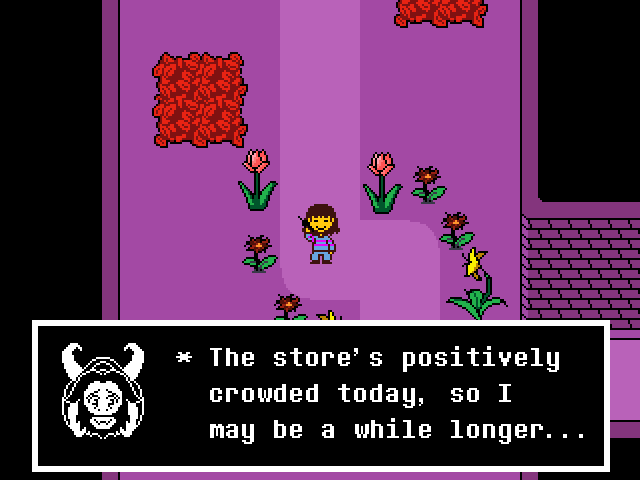 * The store's positively
crowded today, so I
may be a while longer...